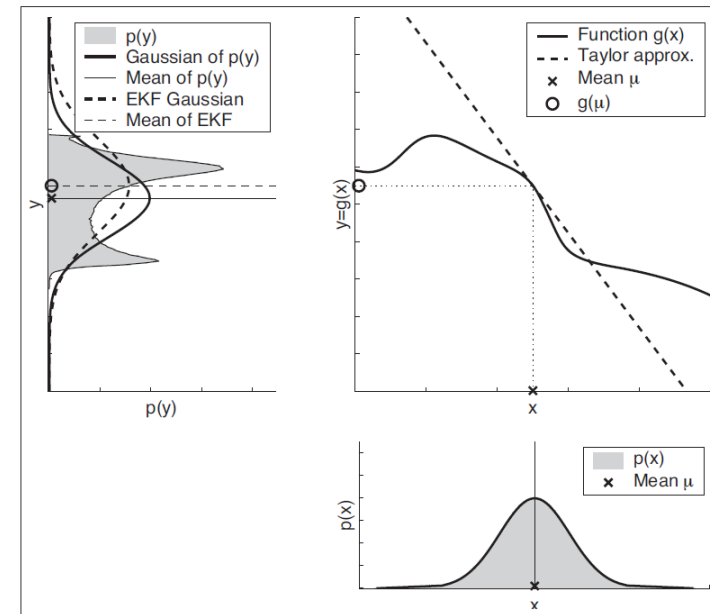 p(y)
Gaussian of p(y)
Mean of p(y)
EKF Gaussian
Mean of EKF
y
p(y)
Function g(x)
Taylor approx.
Mean μ
g(μ)
y=g(x)
x
p(x)
Mean μ
p(x)
x